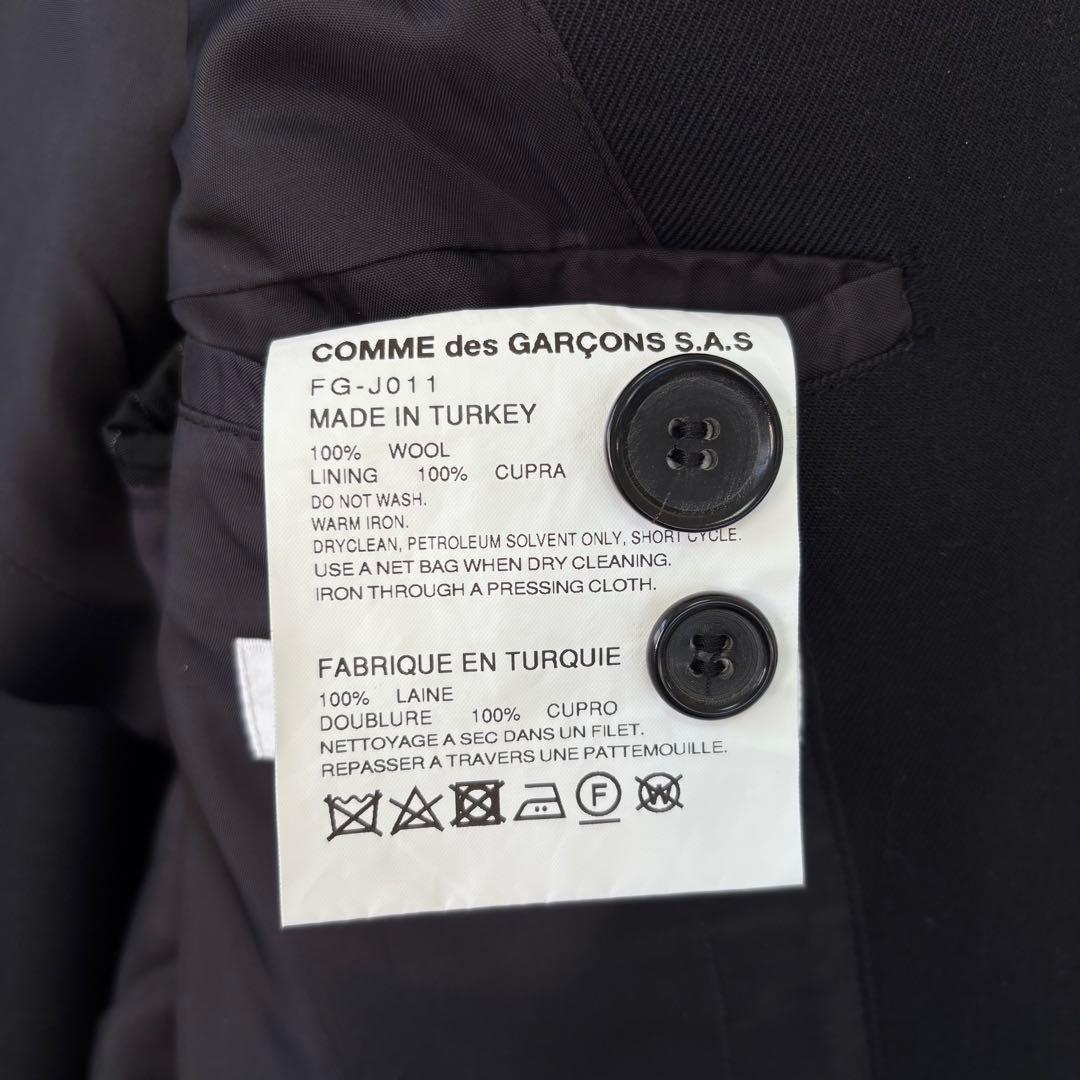 COMME des GARÇONS S.A.S
FG-J011
MADE IN TURKEY
100% WOOL
LINING 100% CUPRA
DO NOT WASH.
WARM IRON.
DRYCLEAN, PETROLEUM SOLVENT ONLY, SHORT CYCLE.
USE A NET BAG WHEN DRY CLEANING.
IRON THROUGH A PRESSING CLOTH.
FABRIQUE EN TURQUIE
100% LAINE
DOUBLURE 100% CUPRO
NETTOYAGE A SEC DANS UN FILET.
REPASSER A TRAVERS UNE PATTEMOUILLE.
F W